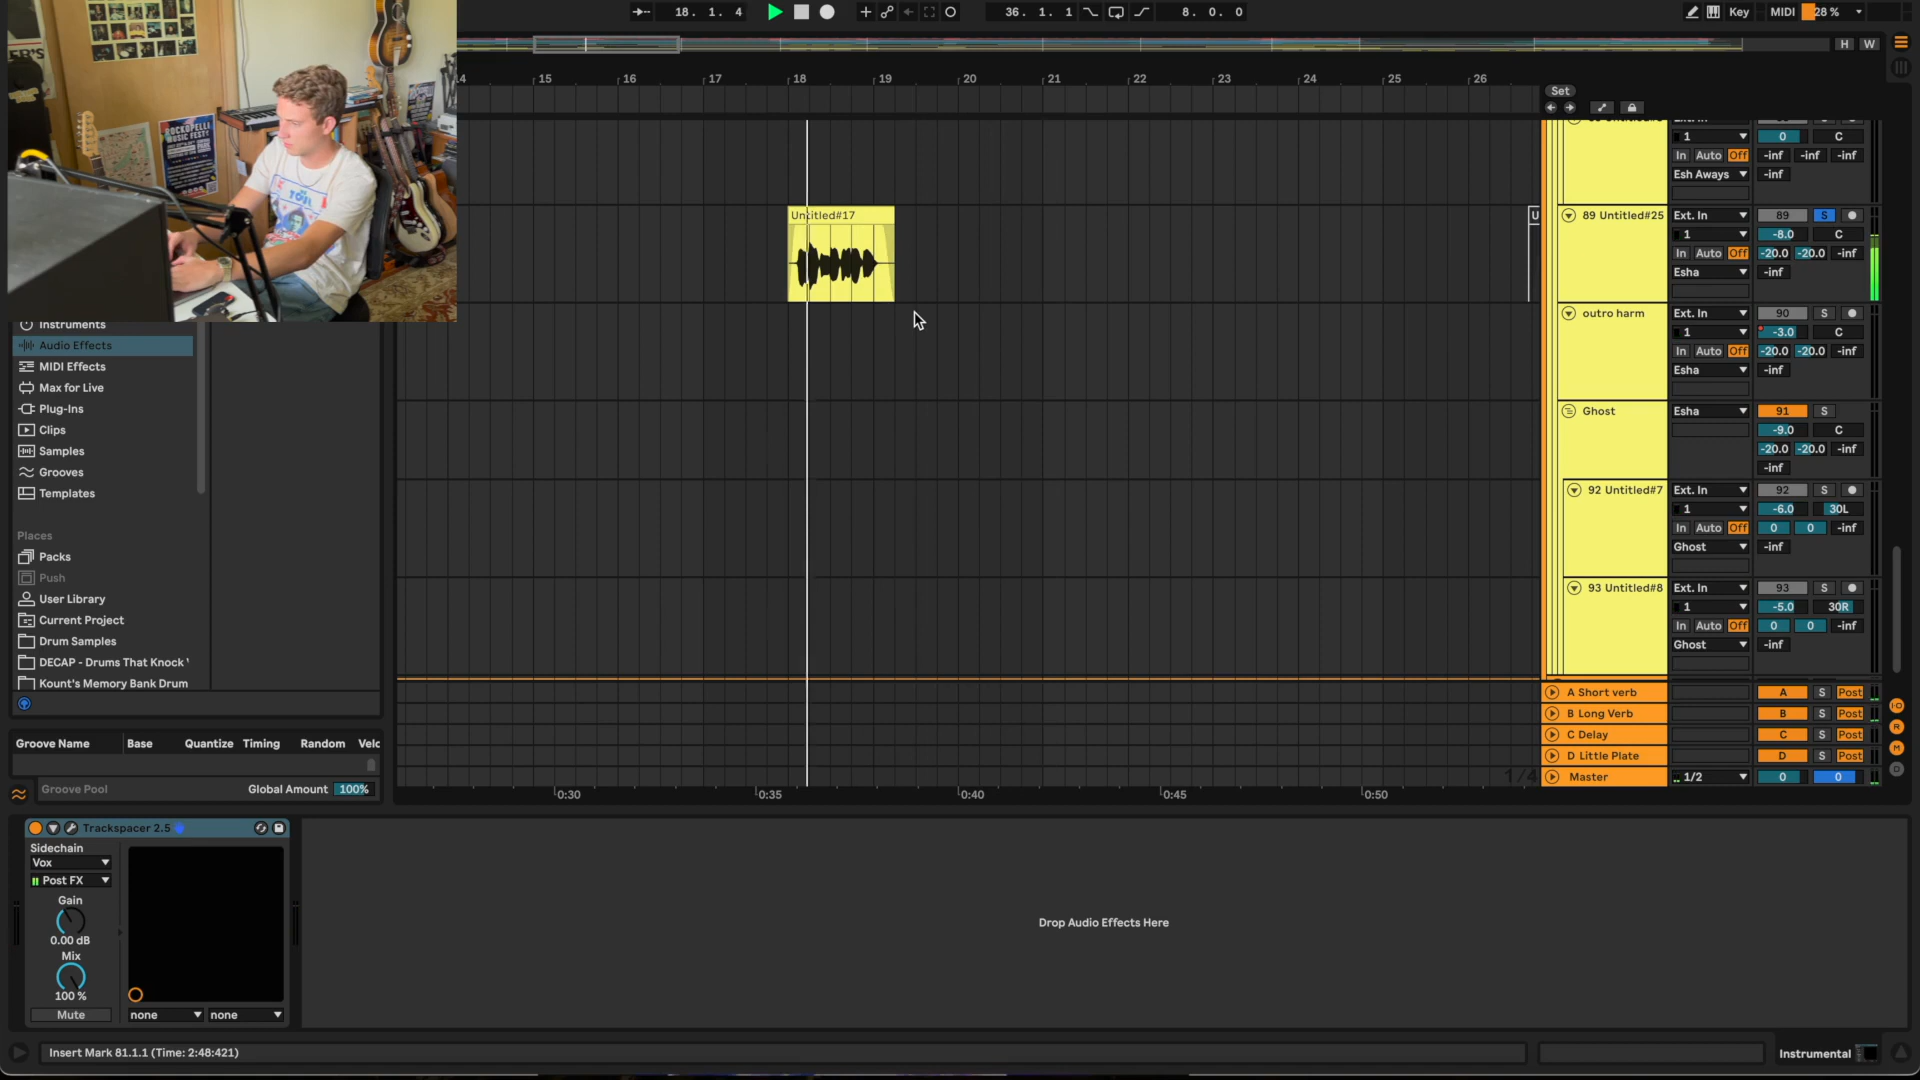 18. 1. 4
36. 1. 1
8. 0. 0
Key
MIDI
28 %
H
W
ROCKOPELLI
MUSIC FEST
14
15
16
17
18
19
20
21
22
23
24
25
26
Set
1
0
C
In
Auto
Off
-inf
-inf
-inf
Esh Aways
-inf
Untitled#17
U
89 Untitled#25
Ext. In
89
S
1
-8.0
C
In
Auto
Off
-20.0
-20.0
-inf
Esha
-inf
outro harm
Ext. In
90
S
1
-3.0
C
In
Auto
Off
-20.0
-20.0
-inf
Esha
-inf
Ghost
Esha
91
S
-9.0
C
-20.0
-20.0
-inf
-inf
92 Untitled#7
Ext. In
92
S
1
-6.0
30L
In
Auto
Off
0
0
-inf
Ghost
-inf
93 Untitled#8
Ext. In
93
S
1
-5.0
30R
In
Auto
Off
0
0
-inf
Ghost
-inf
A Short verb
A
S
Post
B Long Verb
B
S
Post
C Delay
C
S
Post
D Little Plate
D
S
Post
1/4
Master
1/2
0
0
0:30
0:35
0:40
0:45
0:50
Instruments
Audio Effects
MIDI Effects
Max for Live
Plug-Ins
Clips
Samples
Grooves
Templates
Places
Packs
Push
User Library
Current Project
Drum Samples
DECAP - Drums That Knock
Kount's Memory Bank Drum
Groove Name
Base
Quantize
Timing
Random
Velc
Groove Pool
Global Amount
100%
Trackspacer 2.5
Sidechain
Vox
Post FX
Gain
0.00 dB
Mix
100 %
Mute
none
none
Drop Audio Effects Here
Insert Mark 81.1.1 (Time: 2:48:421)
Instrumental